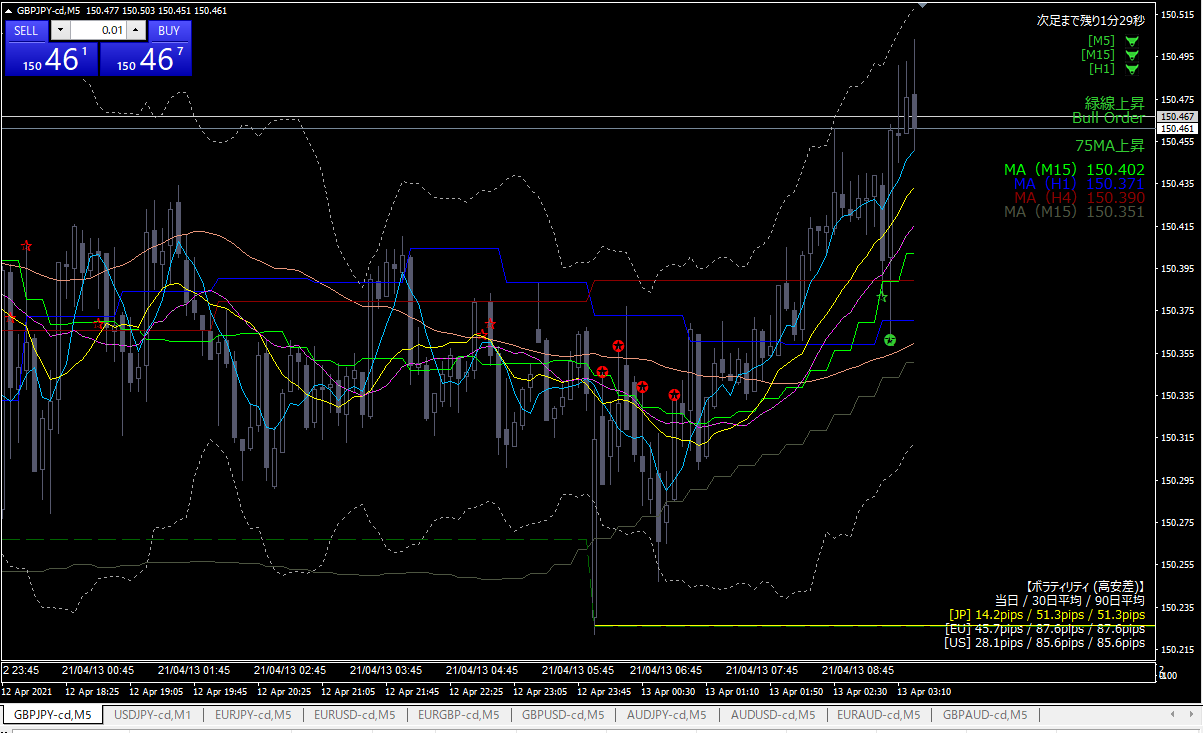 GBPJPY-cd,M5 150.477 150.503 150.451 150.461
SELL 0.01 BUY
150 46 1 150 46 7
次足まで残り1分29秒
[M5]
[M15]
[H1]
緑線上昇
Bull Order
75MA上昇
MA（M15）150.402
MA（H1）150.371
MA（H4）150.390
MA（M15）150.351
150.515
150.495
150.475
150.467
150.461
150.455
150.435
150.415
150.395
150.375
150.355
150.335
150.315
150.295
150.275
150.255
150.235
150.215
【ボラティリティ (高安差)】
当日 / 30日平均 / 90日平均
[JP] 14.2pips / 51.3pips / 51.3pips
[EU] 45.7pips / 87.6pips / 87.6pips
[US] 28.1pips / 85.6pips / 85.6pips
2 23:45 21/04/13 00:45 21/04/13 01:45 21/04/13 02:45 21/04/13 03:45 21/04/13 04:45 21/04/13 05:45 21/04/13 06:45 21/04/13 07:45 21/04/13 08:45
12 Apr 2021 12 Apr 18:25 12 Apr 19:05 12 Apr 19:45 12 Apr 20:25 12 Apr 21:05 12 Apr 21:45 12 Apr 22:25 12 Apr 23:05 12 Apr 23:45 13 Apr 00:30 13 Apr 01:10 13 Apr 01:50 13 Apr 02:30 13 Apr 03:10
GBPJPY-cd,M5 USDJPY-cd,M1 EURJPY-cd,M5 EURUSD-cd,M5 EURGBP-cd,M5 GBPUSD-cd,M5 AUDJPY-cd,M5 AUDUSD-cd,M5 EURAUD-cd,M5 GBPAUD-cd,M5